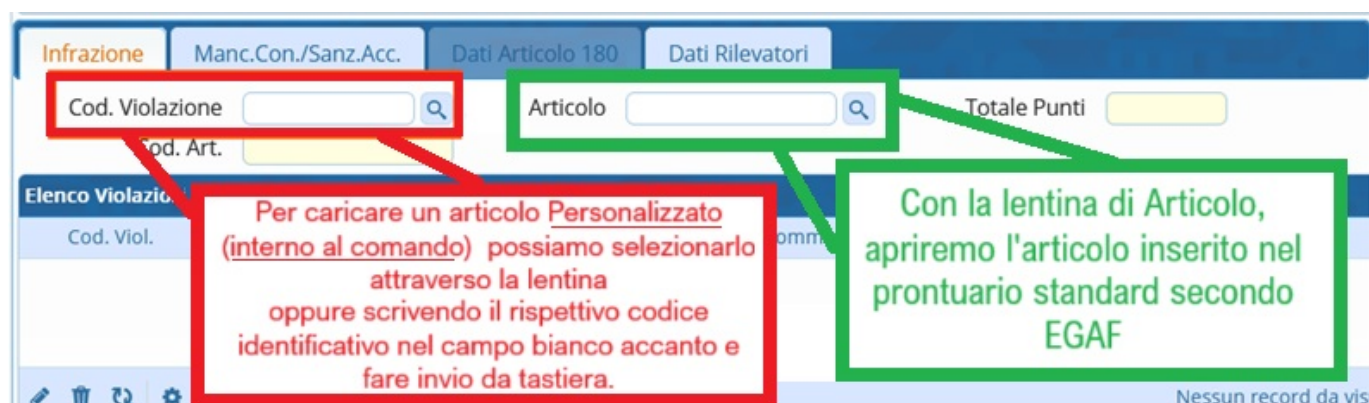 Infrazione Manc.Con./Sanz.Acc. Dati Articolo 180 Dati Rilevatori
Cod. Violazione Articolo Totale Punti
Cod. Art.
Elenco Violazio
Cod. Viol. omm
Per caricare un articolo Personalizzato
(interno al comando) possiamo selezionarlo
attraverso la lentina
oppure scrivendo il rispettivo codice
identificativo nel campo bianco accanto e
fare invio da tastiera.
Con la lentina di Articolo,
apriremo l'articolo inserito nel
prontuario standard secondo
EGAF
Nessun record da vis